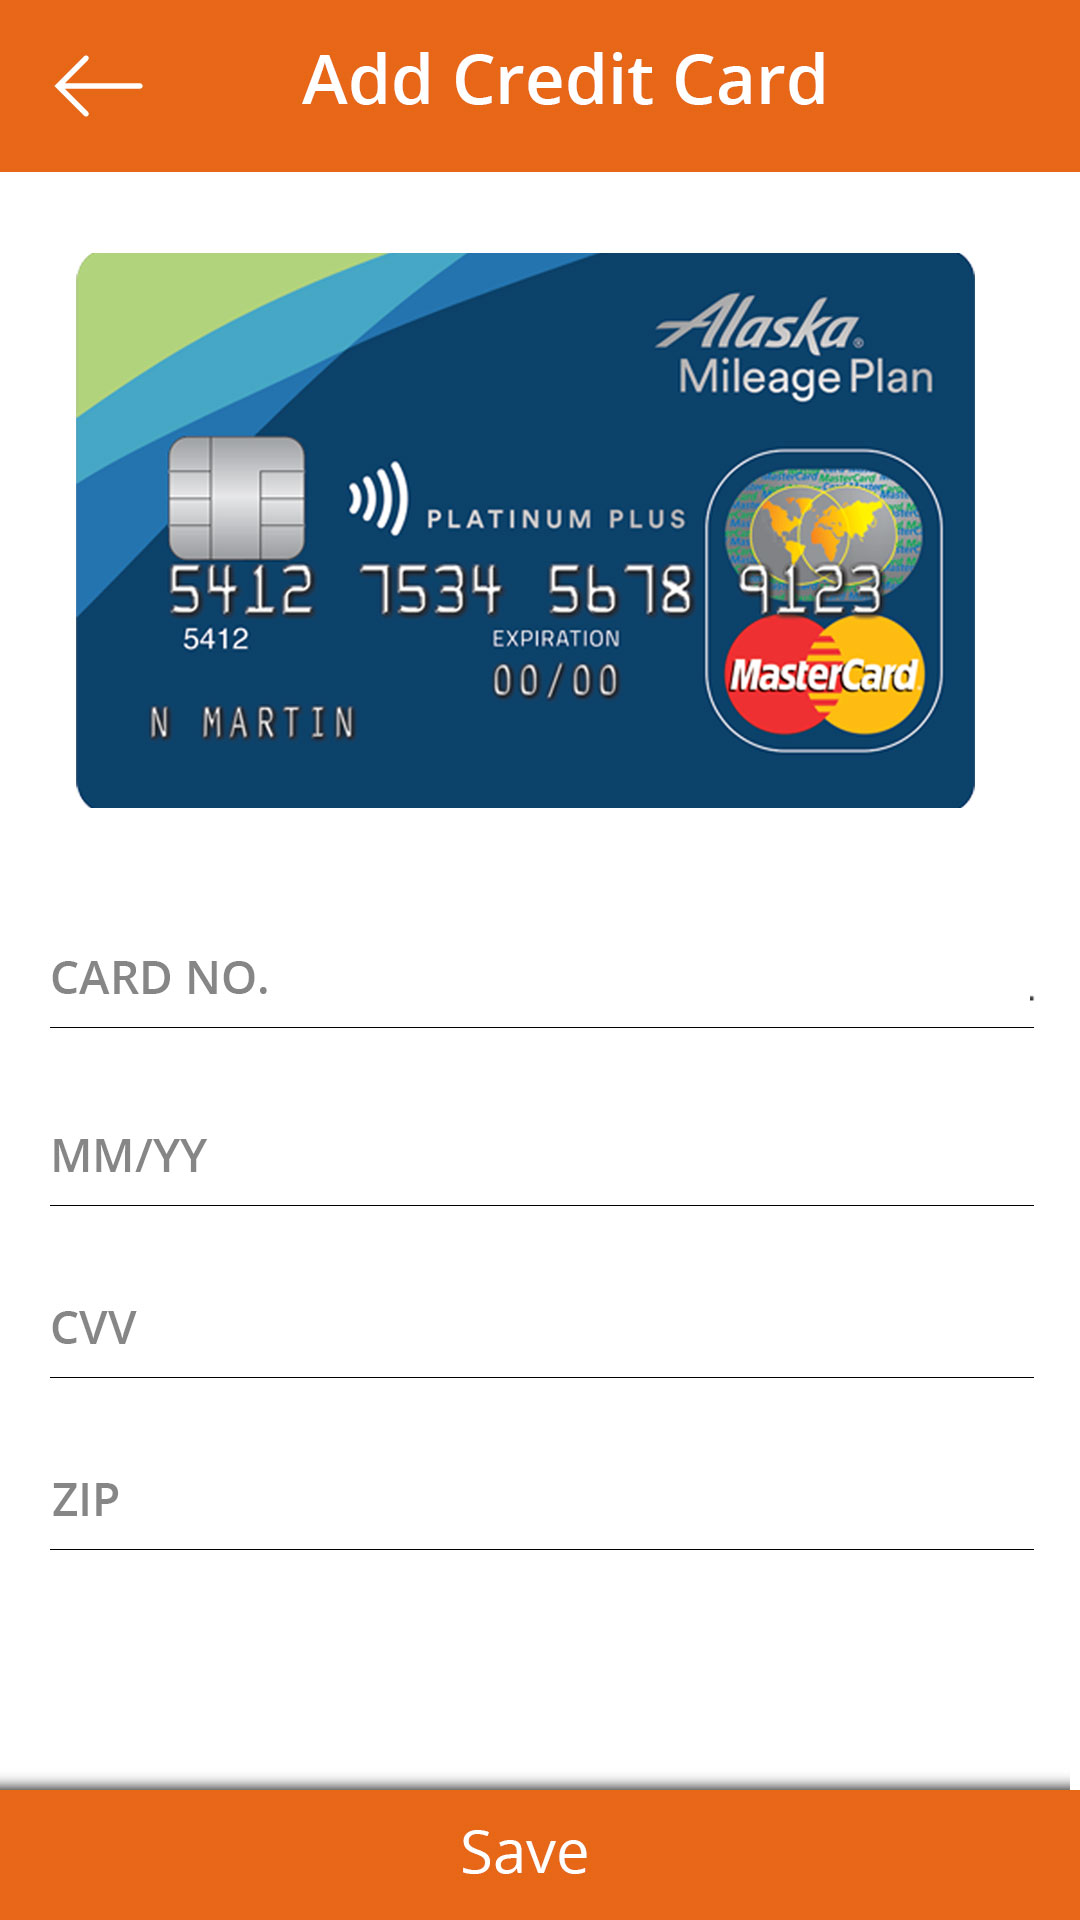 Add Credit Card
Alaska®
Mileage Plan
PLATINUM PLUS
5412 7534 5678 9123
5412
EXPIRATION
00/00
MasterCard
N MARTIN
CARD NO.
.
MM/YY
CVV
ZIP
Save